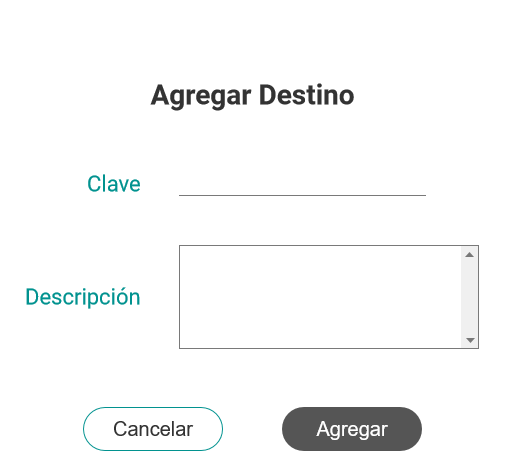 Agregar Destino
Clave
Descripción
Cancelar
Agregar